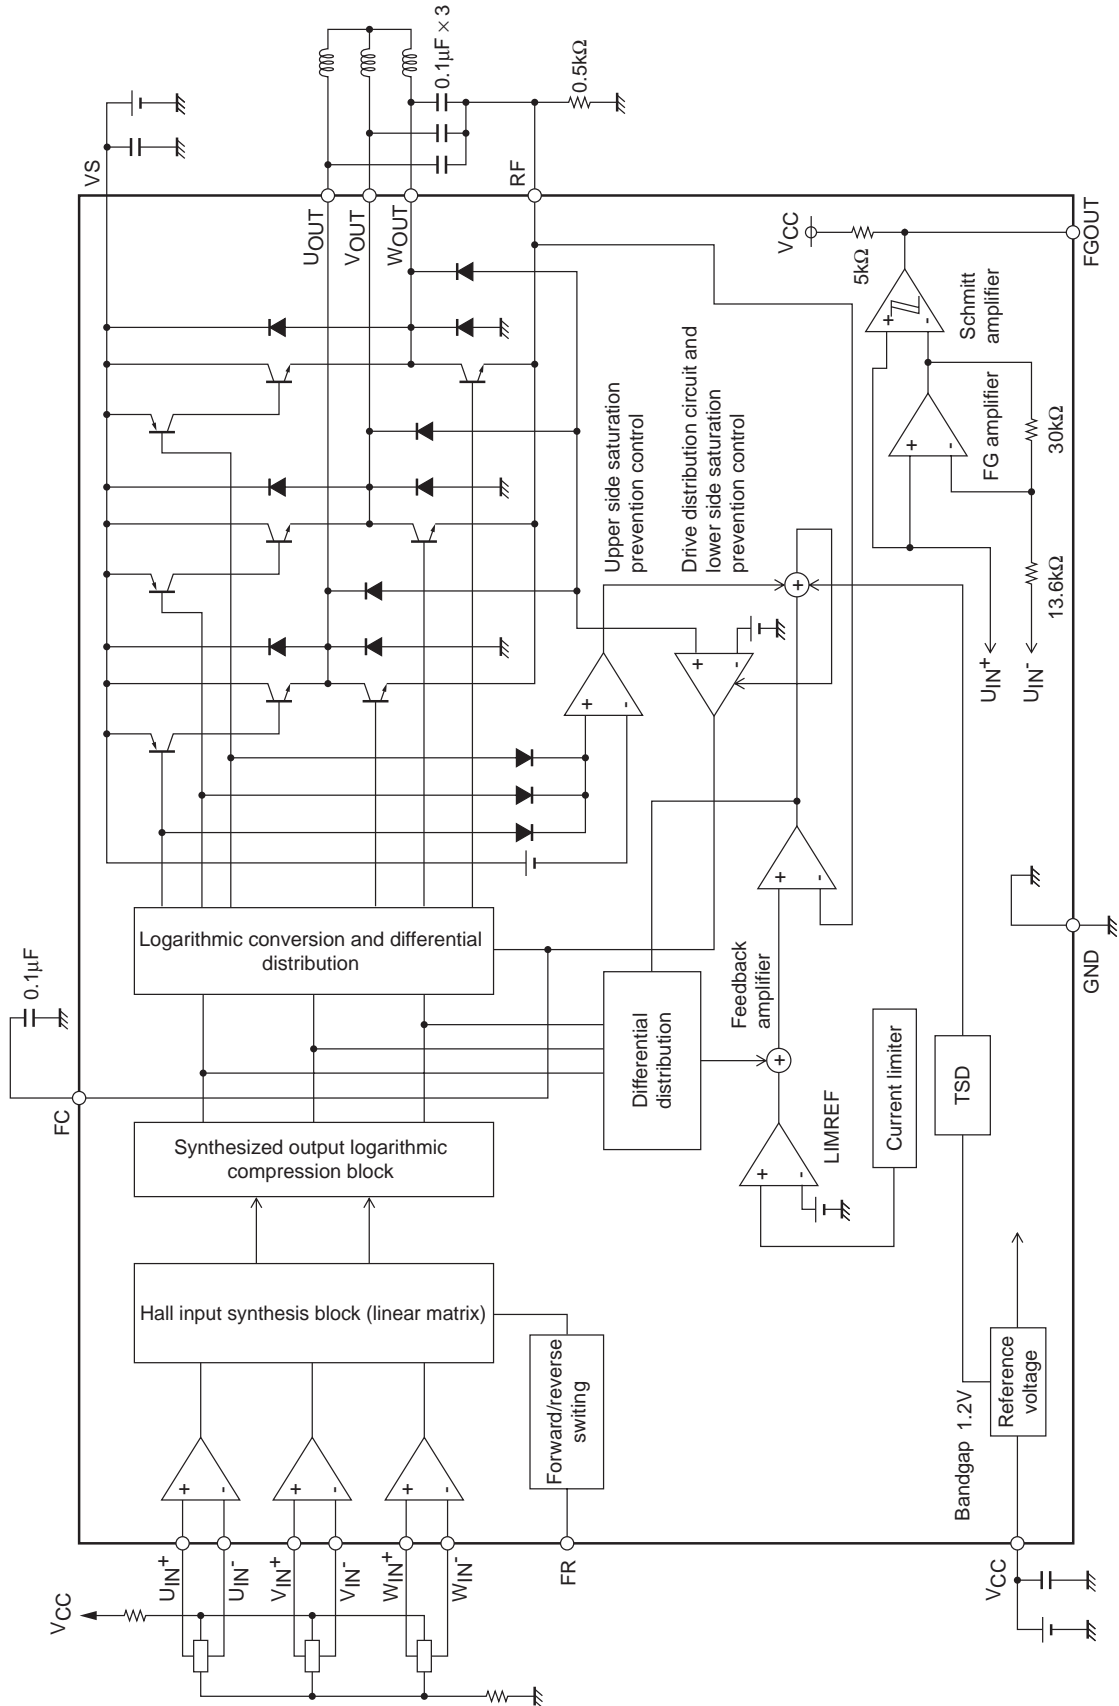 VCC
FC
0.1µF
VS
UIN+
UIN-
VIN+
VIN-
WIN+
WIN-
Hall input synthesis block (linear matrix)
Synthesized output logarithmic
compression block
Logarithmic conversion and differential
distribution
UOUT
VOUT
WOUT
0.1µF × 3
RF
0.5kΩ
FR
Forward/reverse
switing
Differential
distribution
Upper side saturation
prevention control
Drive distribution circuit and
lower side saturation
prevention control
+
-
LIMREF
Feedback
amplifier
Current limiter
VCC
5kΩ
Schmitt
amplifier
FG amplifier
30kΩ
13.6kΩ
UIN+
UIN-
FGOUT
TSD
Bandgap 1.2V
Reference
voltage
VCC
GND